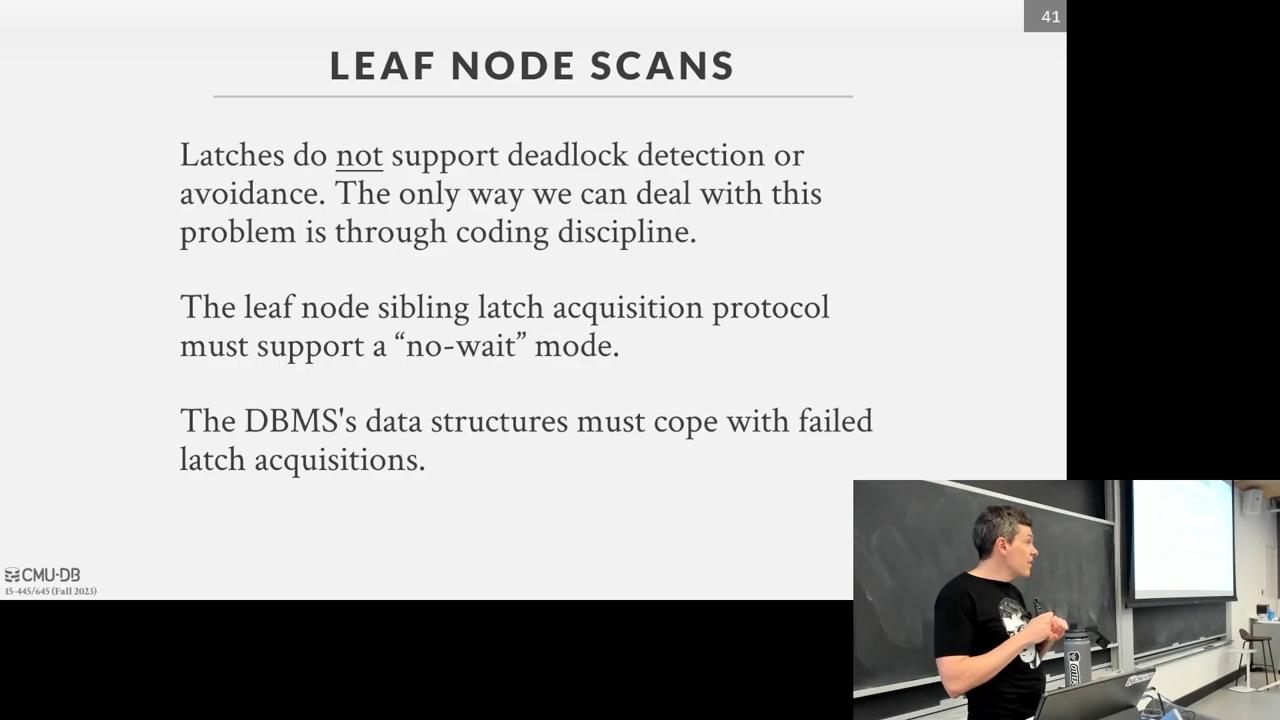 41
LEAF NODE SCANS
Latches do not support deadlock detection or
avoidance. The only way we can deal with this
problem is through coding discipline.
The leaf node sibling latch acquisition protocol
must support a “no-wait” mode.
The DBMS's data structures must cope with failed
latch acquisitions.
CMU·DB
15-445/645 (Fall 2023)